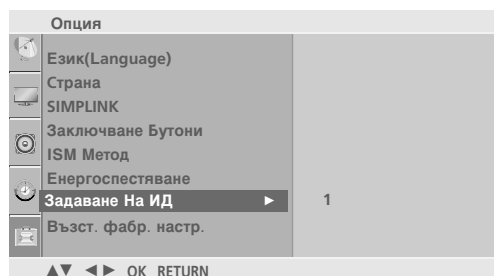 Опция
Език(Language)
Страна
SIMPLINK
Заключване Бутони
ISM Метод
Енергоспестяване
Задаване На ИД ► 1
Възст. фабр. настр.
▲▼ ◄► OK RETURN